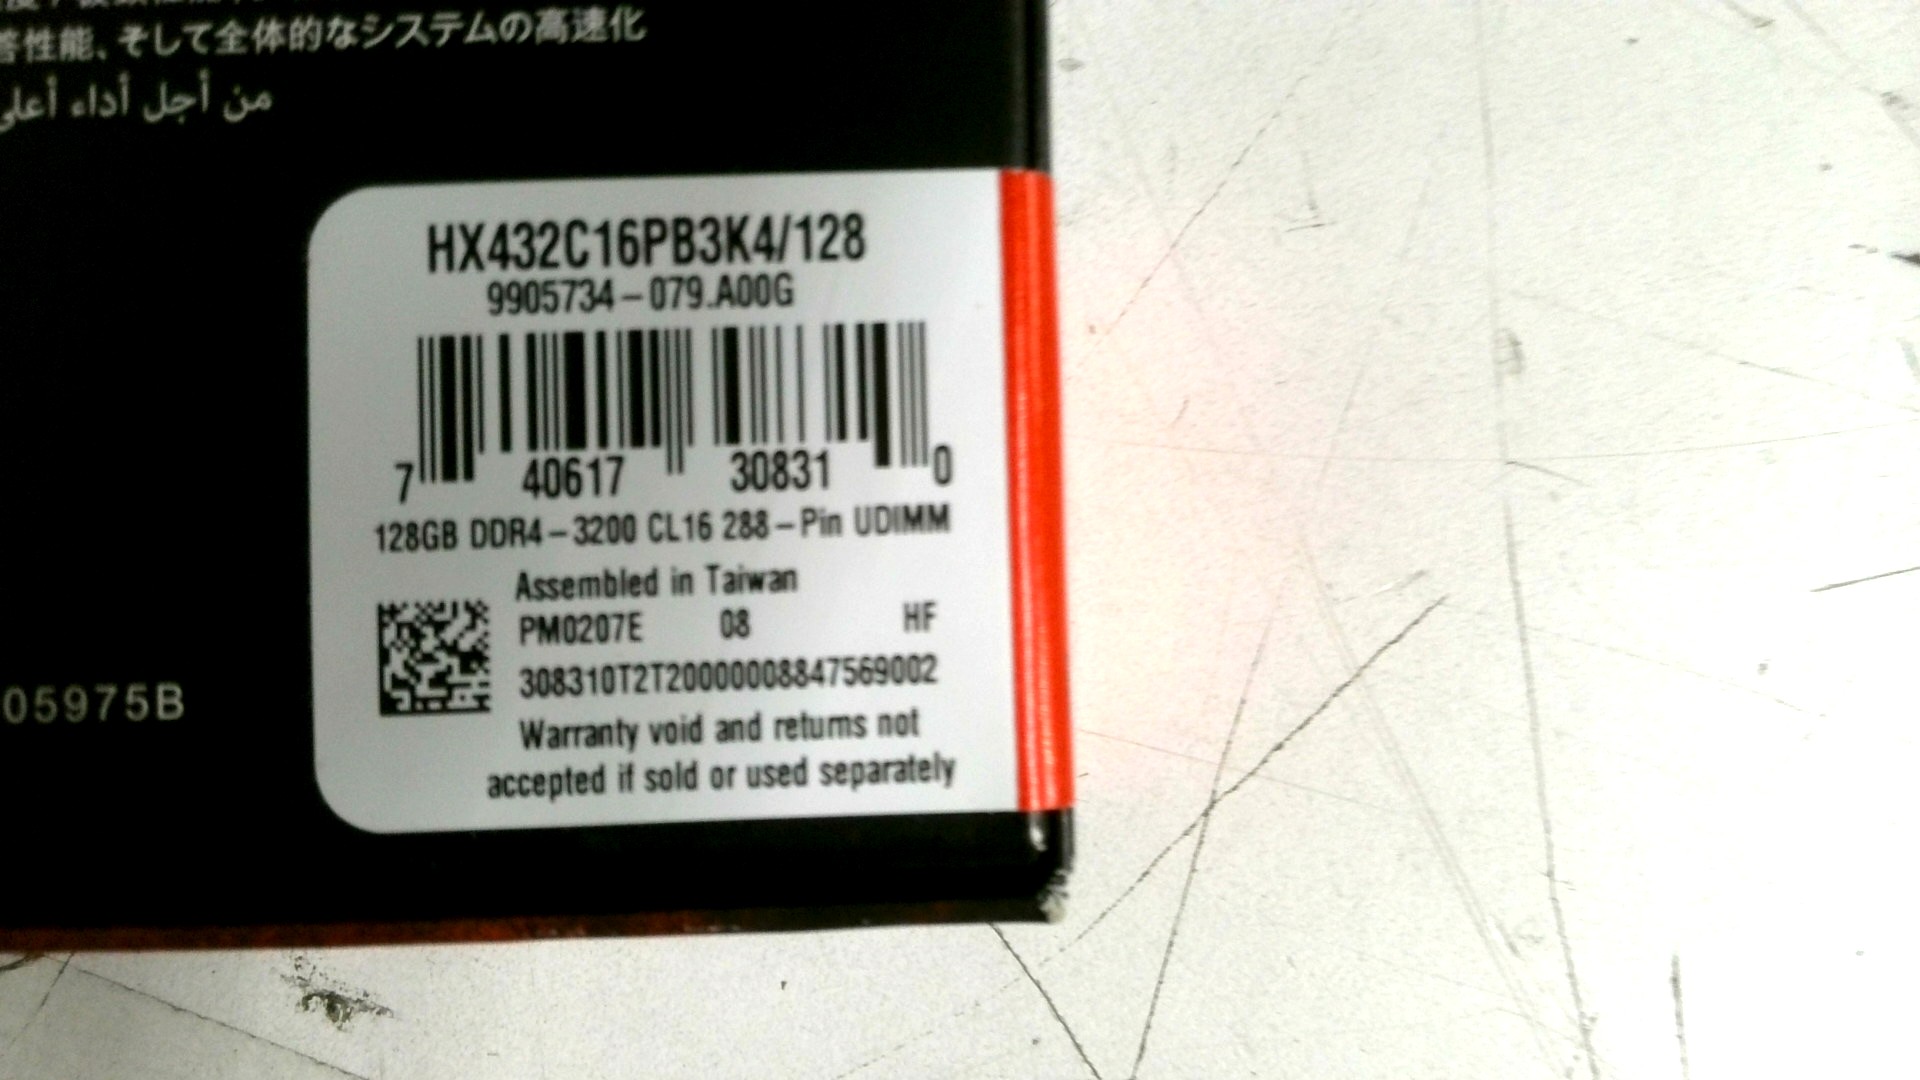 答性能、そして全体的なシステムの高速化
من أجل أداء أعلى
HX432C16PB3K4/128
9905734-079.A00G
7 40617 30831 0
128GB DDR4-3200 CL16 288-Pin UDIMM
Assembled in Taiwan
PM0207E 08 HF
308310T2T20000008847569002
Warranty void and returns not
accepted if sold or used separately
05975B